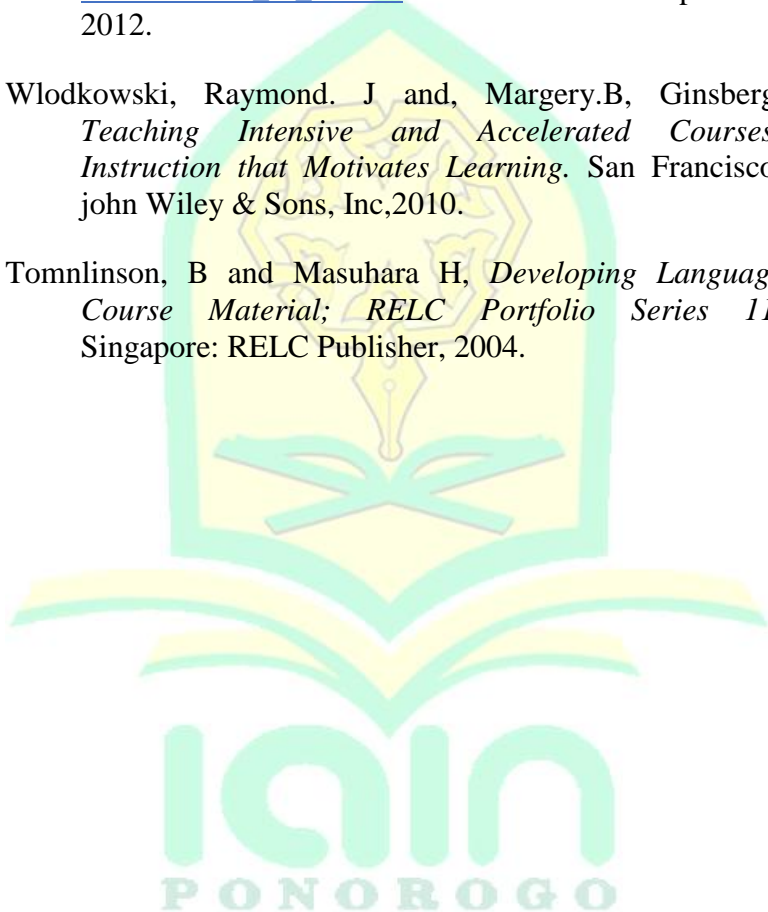 2012.
Wlodkowski, Raymond. J and, Margery.B, Ginsberg
Teaching Intensive and Accelerated Courses
Instruction that Motivates Learning. San Francisco
john Wiley & Sons, Inc,2010.
Tomnlinson, B and Masuhara H, Developing Languag
Course Material; RELC Portfolio Series 11
Singapore: RELC Publisher, 2004.
iain
PONOROGO